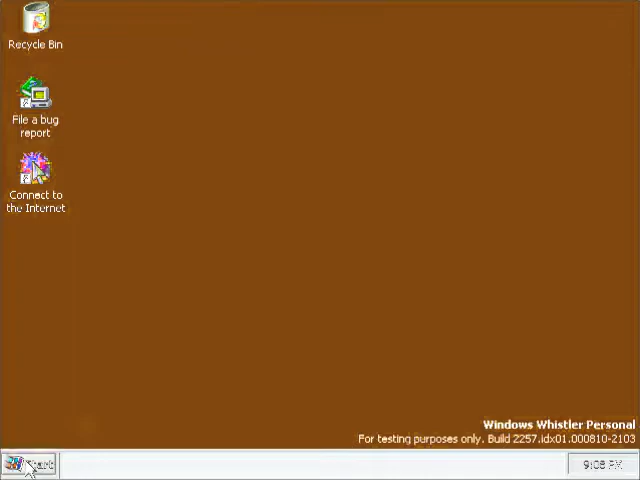 Recycle Bin
File a bug
report
Connect to
the Internet
Windows Whistler Personal
For testing purposes only. Build 2257.idx01.000810-2103
Start
9:08 PM